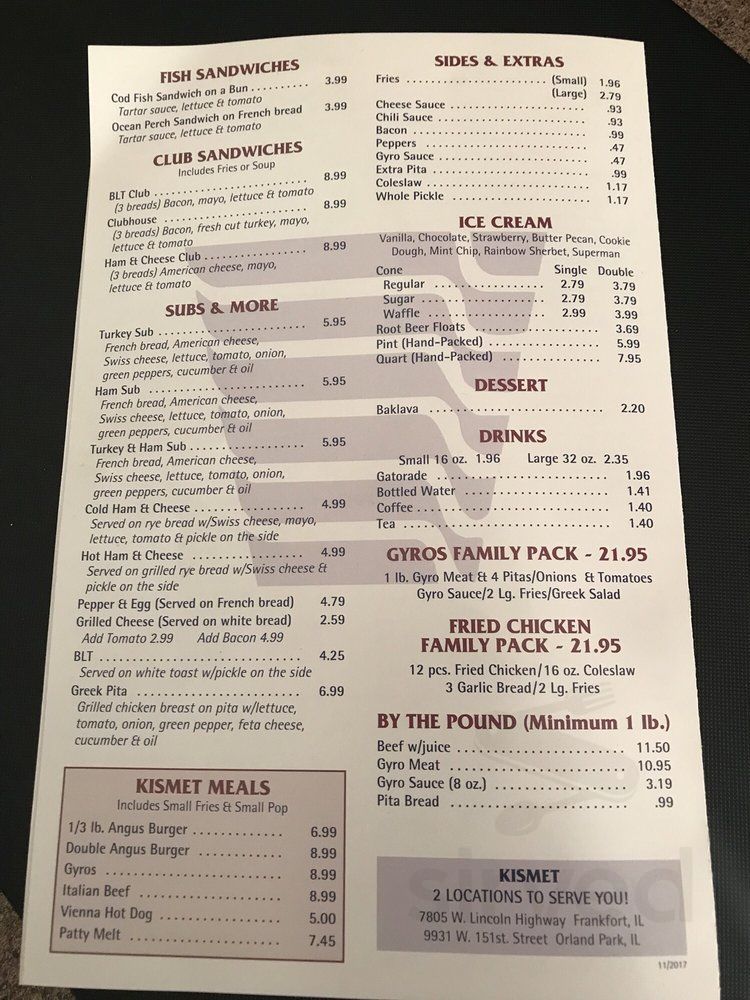 FISH SANDWICHES
Cod Fish Sandwich on a Bun .......... 3.99
Tartar sauce, lettuce & tomato
Ocean Perch Sandwich on French bread 3.99
Tartar sauce, lettuce & tomato
CLUB SANDWICHES
Includes Fries or Soup
BLT Club .......................... 8.99
(3 breads) Bacon, mayo, lettuce & tomato
Clubhouse ........................ 8.99
(3 breads) Bacon, fresh cut turkey, mayo,
lettuce & tomato
Ham & Cheese Club .................. 8.99
(3 breads) American cheese, mayo,
lettuce & tomato
SUBS & MORE
Turkey Sub ........................ 5.95
French bread, American cheese,
Swiss cheese, lettuce, tomato, onion,
green peppers, cucumber & oil
Ham Sub .......................... 5.95
French bread, American cheese,
Swiss cheese, lettuce, tomato, onion,
green peppers, cucumber & oil
Turkey & Ham Sub ................... 5.95
French bread, American cheese,
Swiss cheese, lettuce, tomato, onion,
green peppers, cucumber & oil
Cold Ham & Cheese .................. 4.99
Served on rye bread w/Swiss cheese, mayo,
lettuce, tomato & pickle on the side
Hot Ham & Cheese .................. 4.99
Served on grilled rye bread w/Swiss cheese &
pickle on the side
Pepper & Egg (Served on French bread) 4.79
Grilled Cheese (Served on white bread) 2.59
Add Tomato 2.99 Add Bacon 4.99
BLT ............................... 4.25
Served on white toast w/pickle on the side
Greek Pita ......................... 6.99
Grilled chicken breast on pita w/lettuce,
tomato, onion, green pepper, feta cheese,
cucumber & oil
KISMET MEALS
Includes Small Fries & Small Pop
1/3 lb. Angus Burger .............. 6.99
Double Angus Burger ............. 8.99
Gyros ........................... 8.99
Italian Beef ...................... 8.99
Vienna Hot Dog ................... 5.00
Patty Melt ....................... 7.45
SIDES & EXTRAS
Fries ........................ (Small) 1.96
(Large) 2.79
Cheese Sauce ....................... .93
Chili Sauce ......................... .93
Bacon ............................. .99
Peppers ........................... .47
Gyro Sauce ......................... .47
Extra Pita .......................... .99
Coleslaw .......................... 1.17
Whole Pickle ....................... 1.17
ICE CREAM
Vanilla, Chocolate, Strawberry, Butter Pecan, Cookie
Dough, Mint Chip, Rainbow Sherbet, Superman
Cone Single Double
Regular ................. 2.79 3.79
Sugar ................... 2.79 3.79
Waffle .................. 2.99 3.99
Root Beer Floats .................... 3.69
Pint (Hand-Packed) ................. 5.99
Quart (Hand-Packed) ............... 7.95
DESSERT
Baklava ........................... 2.20
DRINKS
Small 16 oz. 1.96 Large 32 oz. 2.35
Gatorade .......................... 1.96
Bottled Water ...................... 1.41
Coffee ............................. 1.40
Tea ............................... 1.40
GYROS FAMILY PACK - 21.95
1 lb. Gyro Meat & 4 Pitas/Onions & Tomatoes
Gyro Sauce/2 Lg. Fries/Greek Salad
FRIED CHICKEN
FAMILY PACK - 21.95
12 pcs. Fried Chicken/16 oz. Coleslaw
3 Garlic Bread/2 Lg. Fries
BY THE POUND (Minimum 1 lb.)
Beef w/juice ....................... 11.50
Gyro Meat ........................ 10.95
Gyro Sauce (8 oz.) .................. 3.19
Pita Bread ......................... .99
KISMET
2 LOCATIONS TO SERVE YOU!
7805 W. Lincoln Highway Frankfort, IL
9931 W. 151st. Street Orland Park, IL
11/2017
sirved